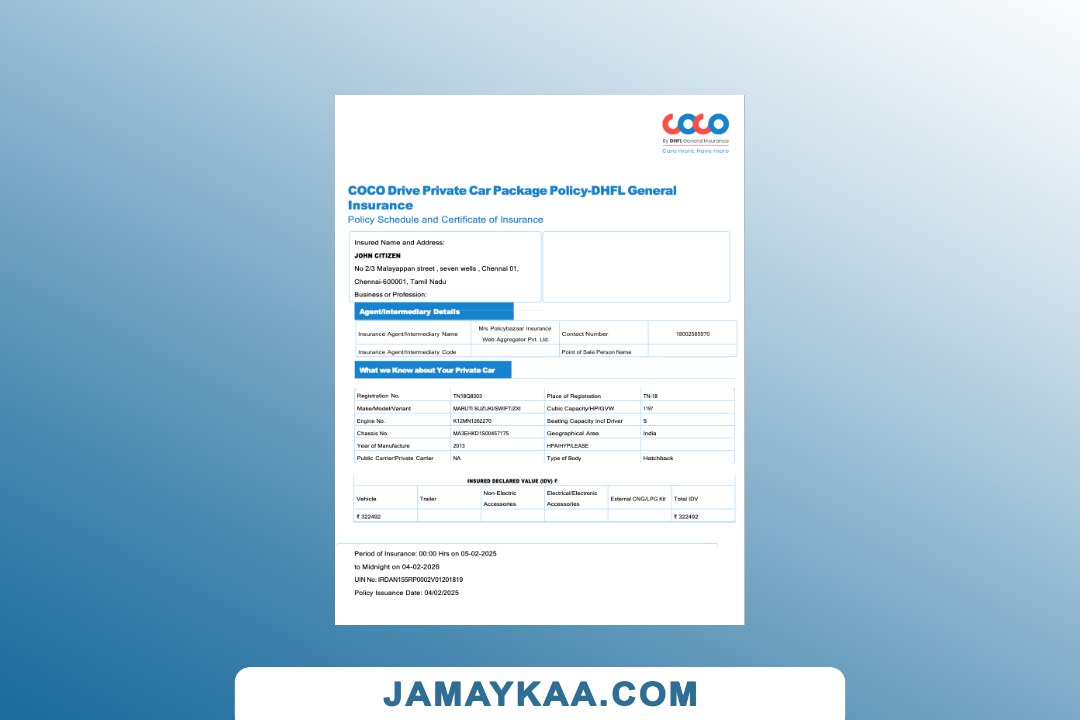 COCO
By DHFL General Insurance
Care more. Have more
COCO Drive Private Car Package Policy-DHFL General
Insurance
Policy Schedule and Certificate of Insurance
Insured Name and Address:
JOHN CITIZEN
No 2/3 Malayappan street , seven wells , Chennai 01,
Chennai-600001, Tamil Nadu
Business or Profession:
Agent/Intermediary Details
Insurance Agent/Intermediary Name M/s Policybazaar Insurance Web Aggregator Pvt. Ltd. Contact Number 18002585970
Insurance Agent/Intermediary Code Point of Sale Person Name
What we Know about Your Private Car
Registration No. TN18Q8303 Place of Registration TN-18
Make/Model/Variant MARUTI SUZUKI/SWIFT/ZXI Cubic Capacity/HP/GVW 1197
Engine No. K12MN1292270 Seating Capacity incl Driver 5
Chassis No. MA3EHKD1S00457175 Geographical Area India
Year of Manufacture 2013 HPA/HYP/LEASE
Public Carrier/Private Carrier NA Type of Body Hatchback
INSURED DECLARED VALUE (IDV) ₹
Vehicle Trailer Non-Electric Accessories Electrical/Electronic Accessories External CNG/LPG Kit Total IDV
₹ 322492 ₹ 322492
Period of Insurance: 00:00 Hrs on 05-02-2025
to Midnight on 04-02-2026
UIN No: IRDAN155RP0002V01201819
Policy Issuance Date: 04/02/2025
JAMAYKAA.COM